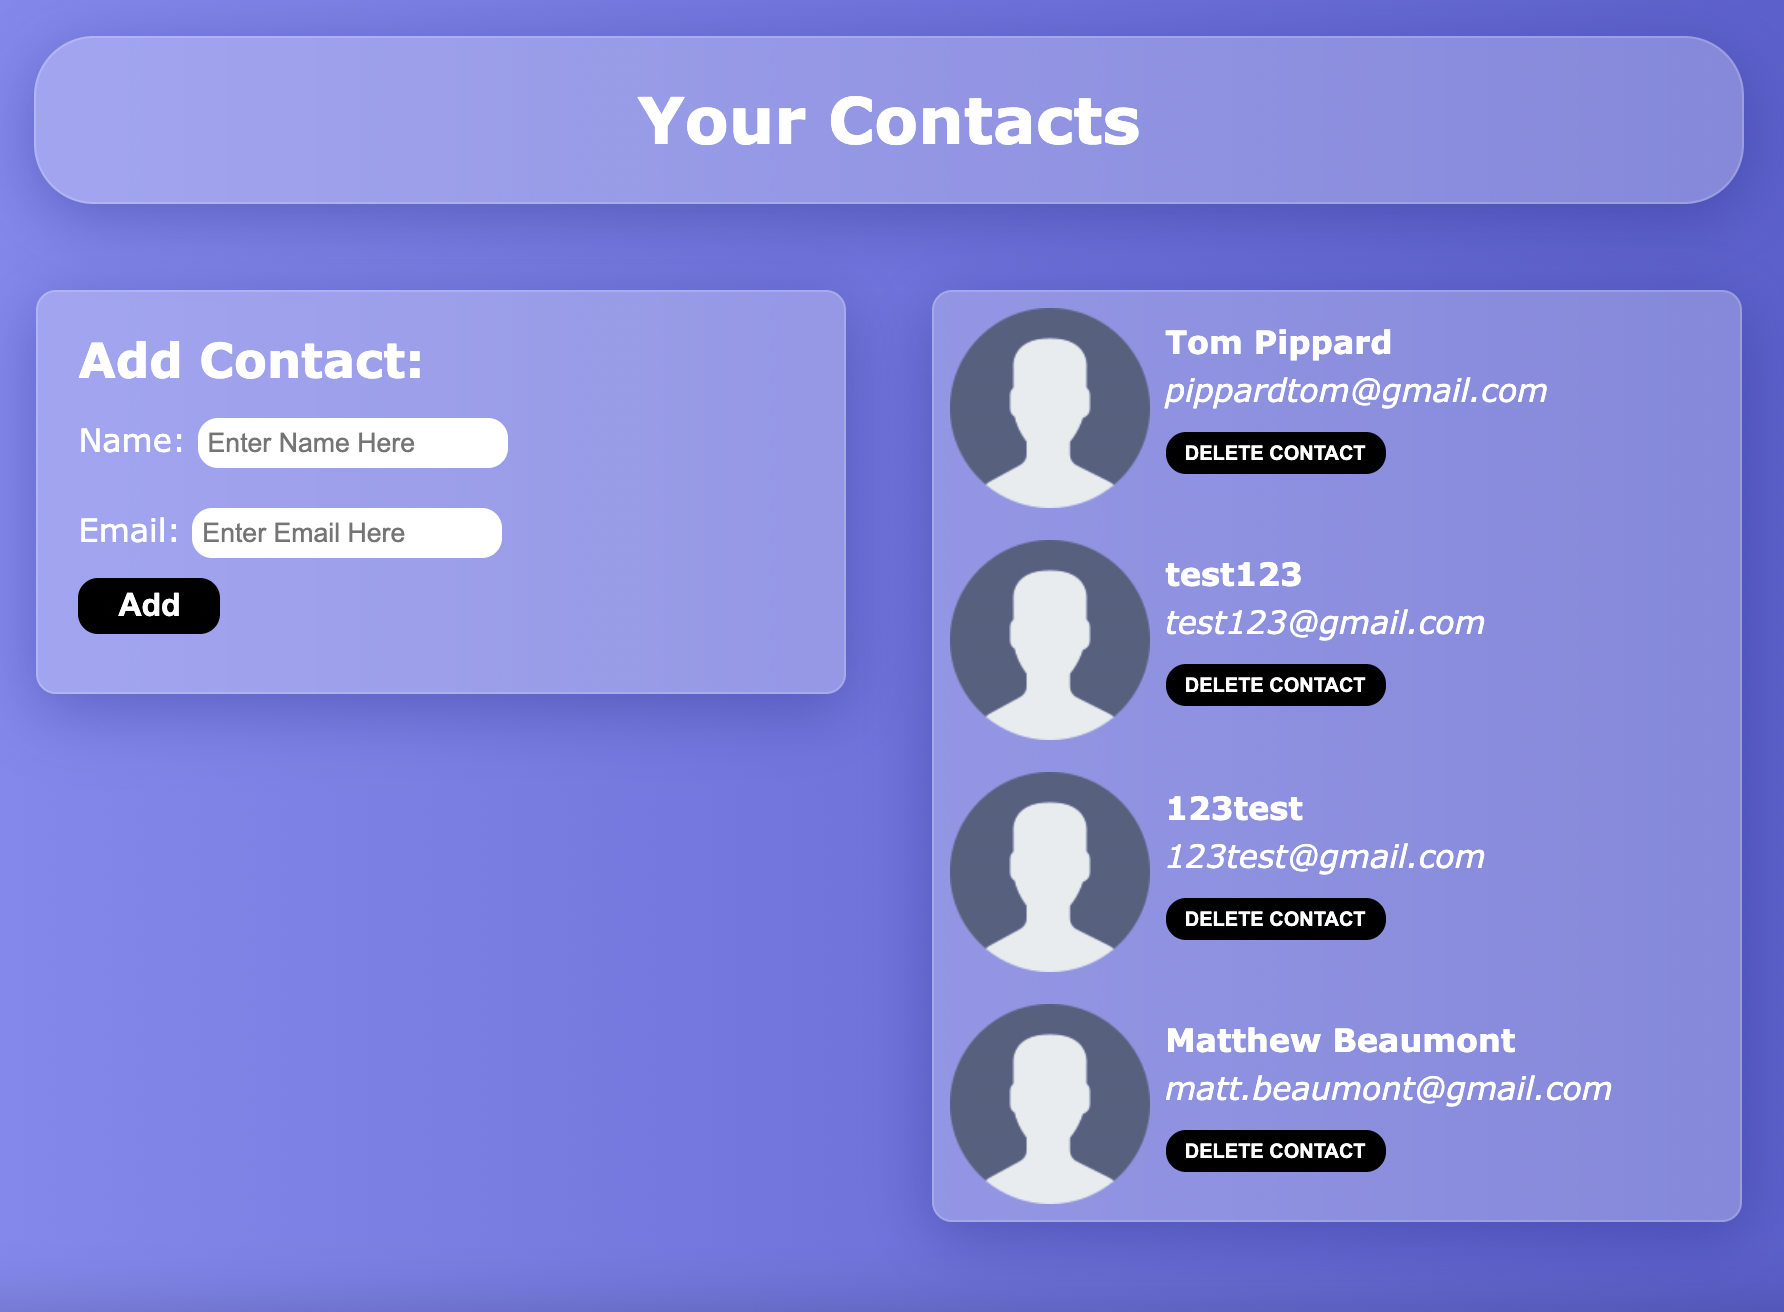 Your Contacts
Add Contact:
Name: Enter Name Here
Email: Enter Email Here
Add
Tom Pippard
pippardtom@gmail.com
DELETE CONTACT
test123
test123@gmail.com
DELETE CONTACT
123test
123test@gmail.com
DELETE CONTACT
Matthew Beaumont
matt.beaumont@gmail.com
DELETE CONTACT